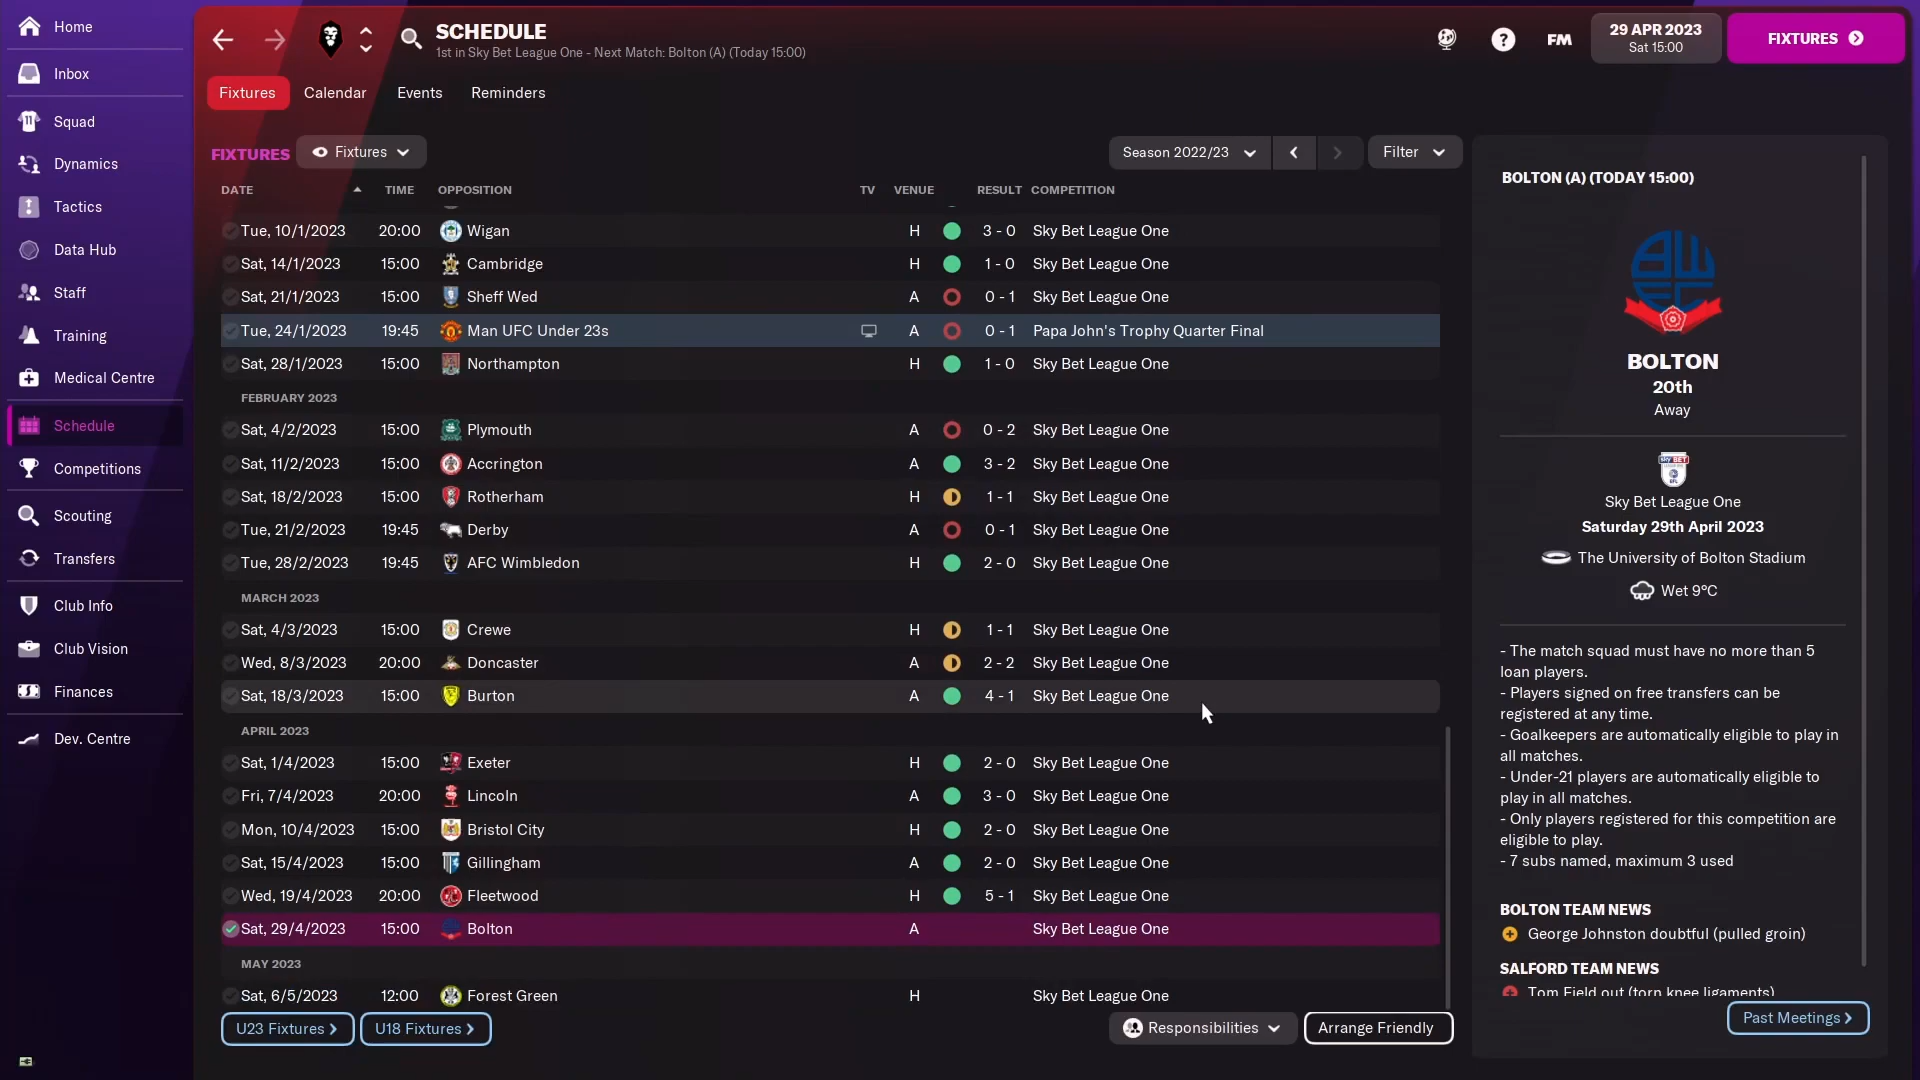 Home
Inbox
Squad
Dynamics
Tactics
Data Hub
Staff
Training
Medical Centre
Schedule
Competitions
Scouting
Transfers
Club Info
Club Vision
Finances
Dev. Centre
SCHEDULE
1st in Sky Bet League One - Next Match: Bolton (A) (Today 15:00)
? FM
29 APR 2023
Sat 15:00
FIXTURES
Fixtures Calendar Events Reminders
FIXTURES Fixtures Season 2022/23 Filter
DATE TIME OPPOSITION TV VENUE RESULT COMPETITION
Tue, 10/1/2023 20:00 Wigan H 3 - 0 Sky Bet League One
Sat, 14/1/2023 15:00 Cambridge H 1 - 0 Sky Bet League One
Sat, 21/1/2023 15:00 Sheff Wed A 0 - 1 Sky Bet League One
Tue, 24/1/2023 19:45 Man UFC Under 23s A 0 - 1 Papa John's Trophy Quarter Final
Sat, 28/1/2023 15:00 Northampton H 1 - 0 Sky Bet League One
FEBRUARY 2023
Sat, 4/2/2023 15:00 Plymouth A 0 - 2 Sky Bet League One
Sat, 11/2/2023 15:00 Accrington A 3 - 2 Sky Bet League One
Sat, 18/2/2023 15:00 Rotherham H 1 - 1 Sky Bet League One
Tue, 21/2/2023 19:45 Derby A 0 - 1 Sky Bet League One
Tue, 28/2/2023 19:45 AFC Wimbledon H 2 - 0 Sky Bet League One
MARCH 2023
Sat, 4/3/2023 15:00 Crewe H 1 - 1 Sky Bet League One
Wed, 8/3/2023 20:00 Doncaster A 2 - 2 Sky Bet League One
Sat, 18/3/2023 15:00 Burton A 4 - 1 Sky Bet League One
APRIL 2023
Sat, 1/4/2023 15:00 Exeter H 2 - 0 Sky Bet League One
Fri, 7/4/2023 20:00 Lincoln A 3 - 0 Sky Bet League One
Mon, 10/4/2023 15:00 Bristol City H 2 - 0 Sky Bet League One
Sat, 15/4/2023 15:00 Gillingham A 2 - 0 Sky Bet League One
Wed, 19/4/2023 20:00 Fleetwood H 5 - 1 Sky Bet League One
Sat, 29/4/2023 15:00 Bolton A Sky Bet League One
MAY 2023
Sat, 6/5/2023 12:00 Forest Green H Sky Bet League One
U23 Fixtures U18 Fixtures Responsibilities Arrange Friendly
BOLTON (A) (TODAY 15:00)
BOLTON
20th
Away
SKY BET
EFL
Sky Bet League One
Saturday 29th April 2023
The University of Bolton Stadium
Wet 9°C
- The match squad must have no more than 5
loan players.
- Players signed on free transfers can be
registered at any time.
- Goalkeepers are automatically eligible to play in
all matches.
- Under-21 players are automatically eligible to
play in all matches.
- Only players registered for this competition are
eligible to play.
- 7 subs named, maximum 3 used
BOLTON TEAM NEWS
George Johnston doubtful (pulled groin)
SALFORD TEAM NEWS
Tom Field out (torn knee ligaments)
Past Meetings